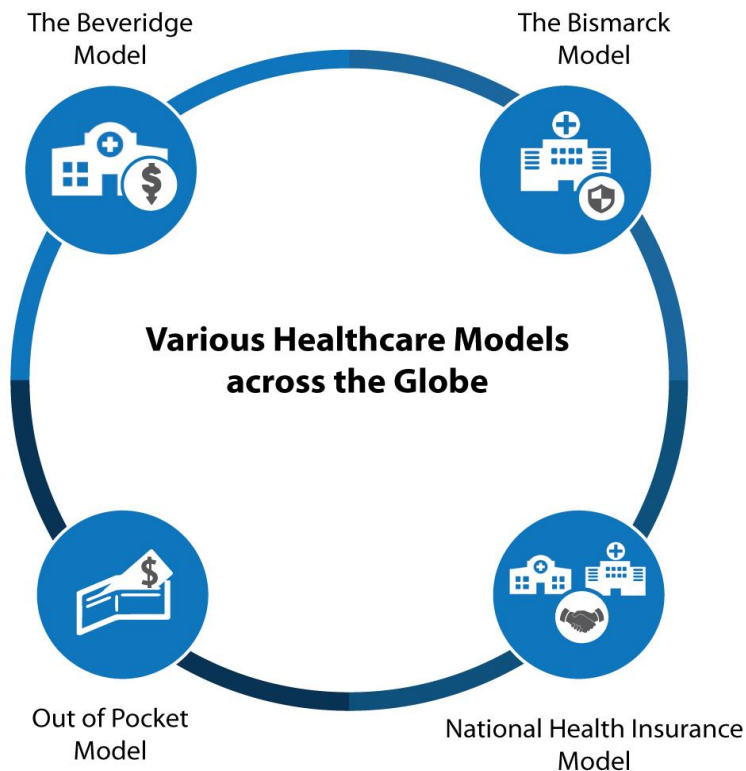 The Beveridge
Model
The Bismarck
Model
Various Healthcare Models
across the Globe
$
$
Out of Pocket
Model
National Health Insurance
Model